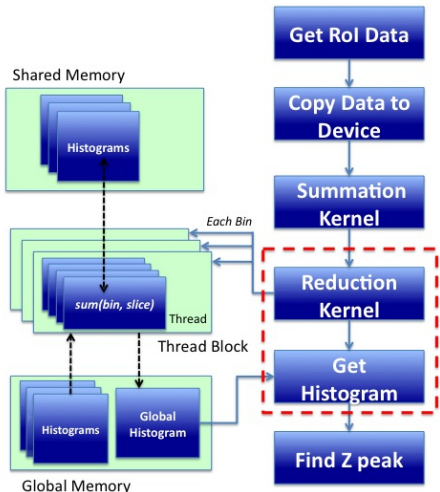 Get RoI Data
Shared Memory
Copy Data to
Device
Histograms
Summation
Kernel
Each Bin
Reduction
Kernel
sum(bin, slice)
Thread
Thread Block
Get
Histogram
Histograms
Global
Histogram
Find Z peak
Global Memory